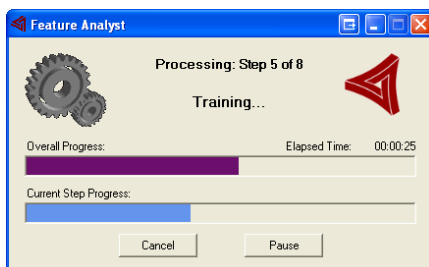 Feature Analyst
Processing: Step 5 of 8
Training...
Overall Progress: Elapsed Time: 00:00:25
Current Step Progress:
Cancel Pause